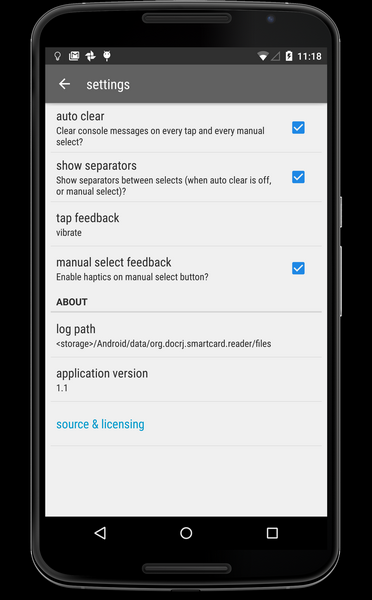 11:18
settings
auto clear
Clear console messages on every tap and every manual
select?
show separators
Show separators between selects (when auto clear is off,
or manual select)?
tap feedback
vibrate
manual select feedback
Enable haptics on manual select button?
ABOUT
log path
<storage>/Android/data/org.docrj.smartcard.reader/files
application version
1.1
source & licensing